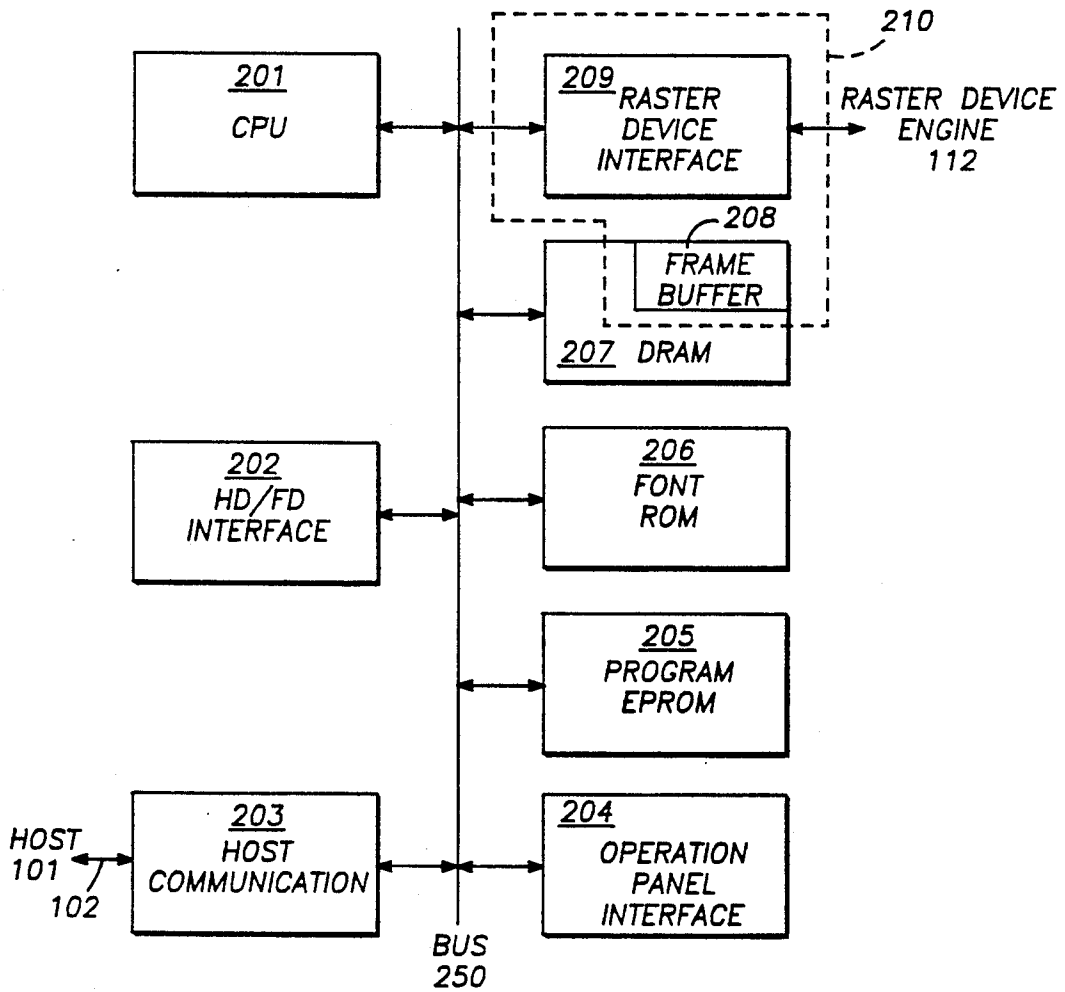 210
201
CPU
209
RASTER
DEVICE
INTERFACE
RASTER DEVICE
ENGINE
112
208
FRAME
BUFFER
207 DRAM
202
HD/FD
INTERFACE
206
FONT
ROM
205
PROGRAM
EPROM
HOST
101
102
203
HOST
COMMUNICATION
204
OPERATION
PANEL
INTERFACE
BUS
250